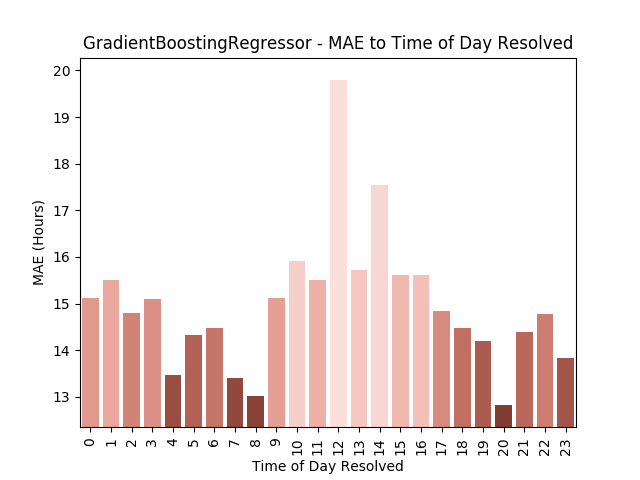 GradientBoostingRegressor - MAE to Time of Day Resolved
20
19
18
17
16
15
14
13
MAE (Hours)
0 1 2 3 4 5 6 7 8 9 10 11 12 13 14 15 16 17 18 19 20 21 22 23
Time of Day Resolved